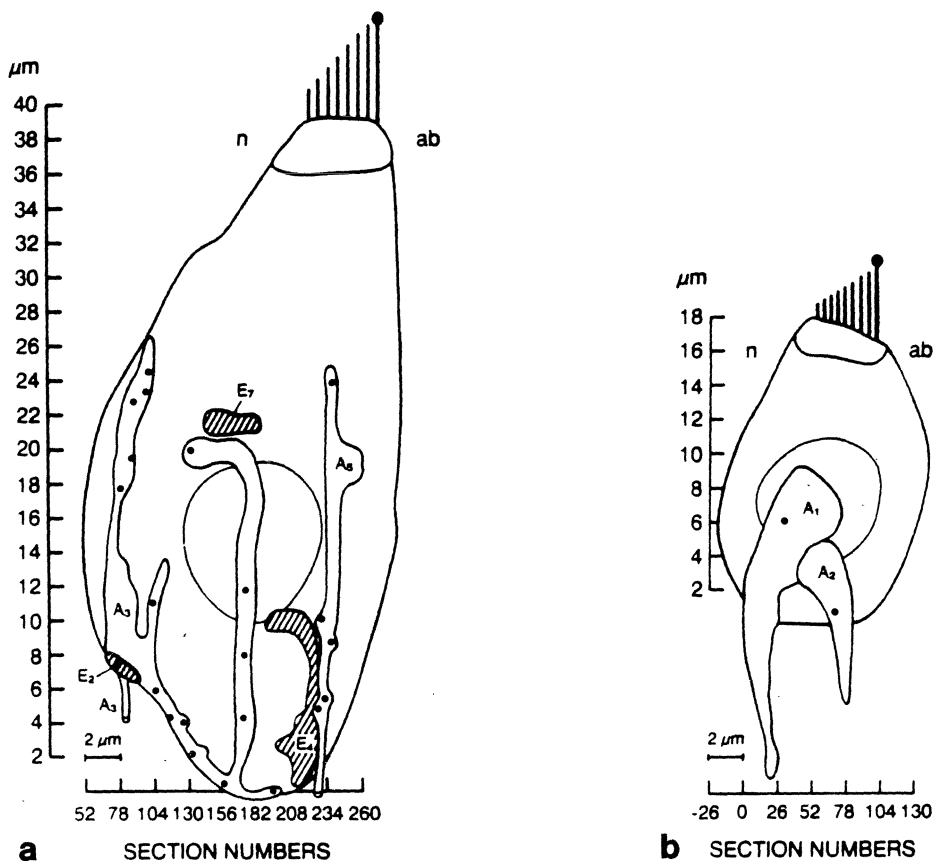 μm
40
38
36
34
32
30
28
26
24
22
20
18
16
14
12
10
8
6
4
2
n
ab
E₇
A₃
E₂
A₃
2 μm
52 78 104 130 156 182 208 234 260
a SECTION NUMBERS
μm
18
16
14
12
10
8
6
4
2
n
ab
A₁
A₂
2 μm
-26 0 26 52 78 104 130
b SECTION NUMBERS